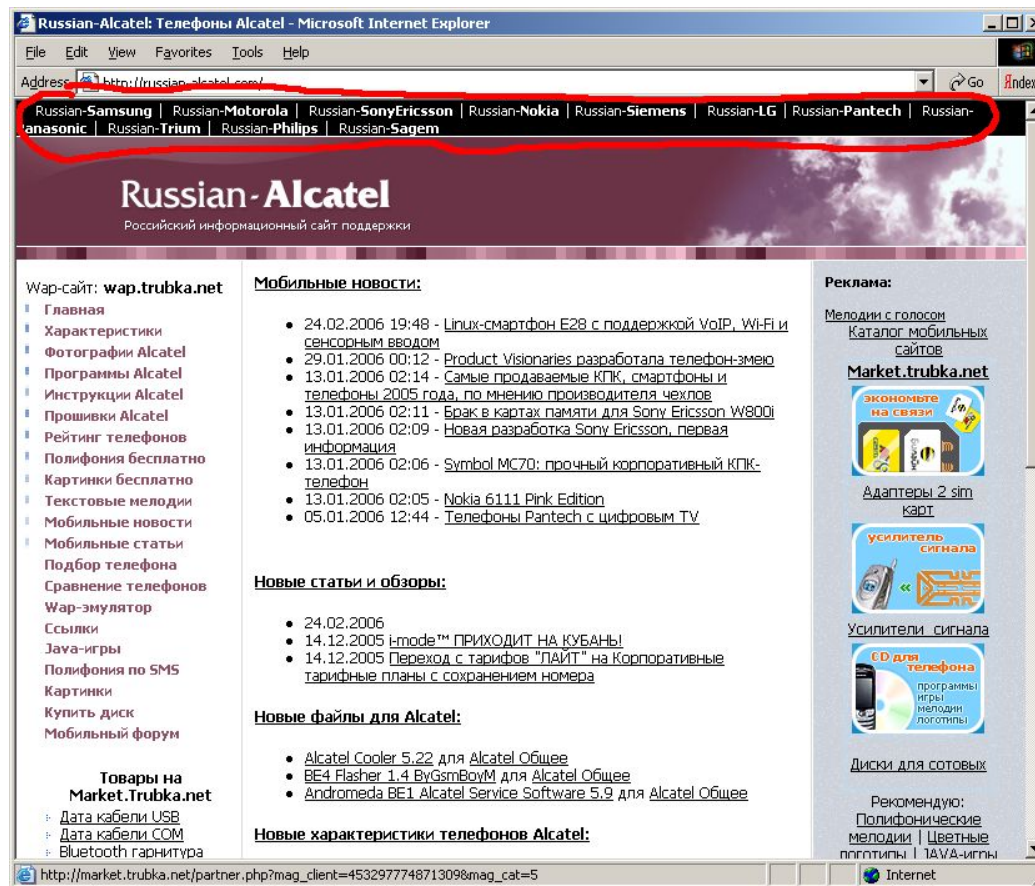 Russian-Alcatel: Телефоны Alcatel - Microsoft Internet Explorer
File Edit View Favorites Tools Help
Address http://russian-alcatel.com/ Go Яndex
Russian-Samsung | Russian-Motorola | Russian-SonyEricsson | Russian-Nokia | Russian-Siemens | Russian-LG | Russian-Pantech | Russian-
anasonic | Russian-Trium | Russian-Philips | Russian-Sagem
Russian-Alcatel
Российский информационный сайт поддержки
Wap-сайт: wap.trubka.net
Главная
Характеристики
Фотографии Alcatel
Программы Alcatel
Инструкции Alcatel
Прошивки Alcatel
Рейтинг телефонов
Полифония бесплатно
Картинки бесплатно
Текстовые мелодии
Мобильные новости
Мобильные статьи
Подбор телефона
Сравнение телефонов
Wap-эмулятор
Ссылки
Java-игры
Полифония по SMS
Картинки
Купить диск
Мобильный форум
Товары на
Market.Trubka.net
Дата кабели USB
Дата кабели COM
Bluetooth гарнитура
Мобильные новости:
24.02.2006 19:48 - Linux-смартфон E28 с поддержкой VoIP, Wi-Fi и
сенсорным вводом
29.01.2006 00:12 - Product Visionaries разработала телефон-змею
13.01.2006 02:14 - Самые продаваемые КПК, смартфоны и
телефоны 2005 года, по мнению производителя чехлов
13.01.2006 02:11 - Брак в картах памяти для Sony Ericsson W800i
13.01.2006 02:09 - Новая разработка Sony Ericsson, первая
информация
13.01.2006 02:06 - Symbol MC70: прочный корпоративный КПК-
телефон
13.01.2006 02:05 - Nokia 6111 Pink Edition
05.01.2006 12:44 - Телефоны Pantech с цифровым TV
Новые статьи и обзоры:
24.02.2006
14.12.2005 i-mode™ ПРИХОДИТ НА КУБАНЬ!
14.12.2005 Переход с тарифов "ЛАЙТ" на Корпоративные
тарифные планы с сохранением номера
Новые файлы для Alcatel:
Alcatel Cooler 5.22 для Alcatel Общее
BE4 Flasher 1.4 ByGsmBoyM для Alcatel Общее
Andromeda BE1 Alcatel Service Software 5.9 для Alcatel Общее
Новые характеристики телефонов Alcatel:
Реклама:
Мелодии с голосом
Каталог мобильных
сайтов
Market.trubka.net
экономьте
на связи
Адаптеры 2 sim
карт
усилитель
сигнала
Усилители сигнала
CD для
телефона
программы
игры
мелодии
логотипы
Диски для сотовых
Рекомендую:
Полифонические
мелодии | Цветные
логотипы | JAVA-игры
http://market.trubka.net/partner.php?mag_client=453297774871309&mag_cat=5 Internet